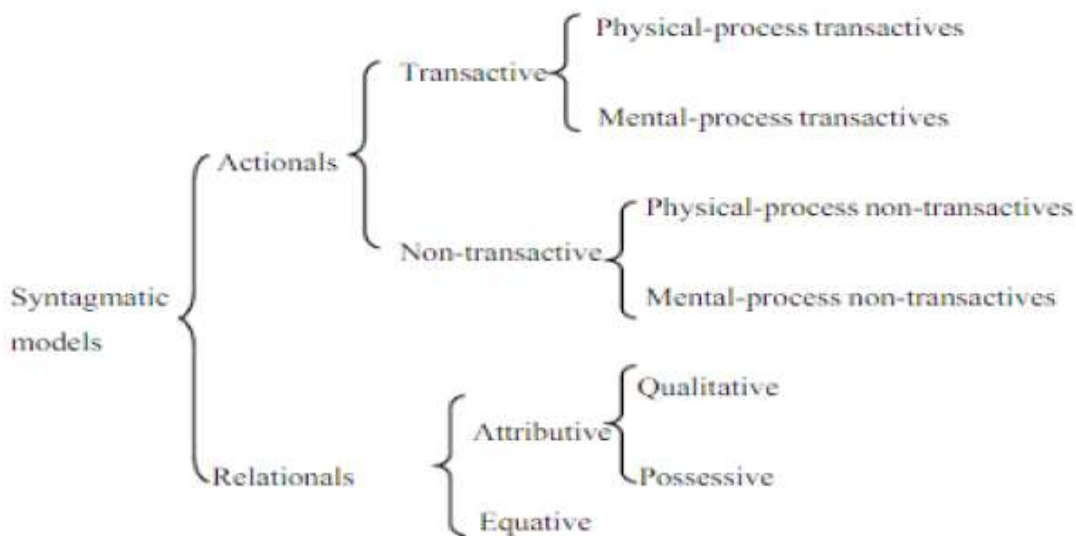 Physical-process transactives
Transactive
Mental-process transactives
Actionals
Physical-process non-transactives
Non-transactive
Mental-process non-transactives
Syntagmatic
models
Qualitative
Attributive
Relationals
Possessive
Equative